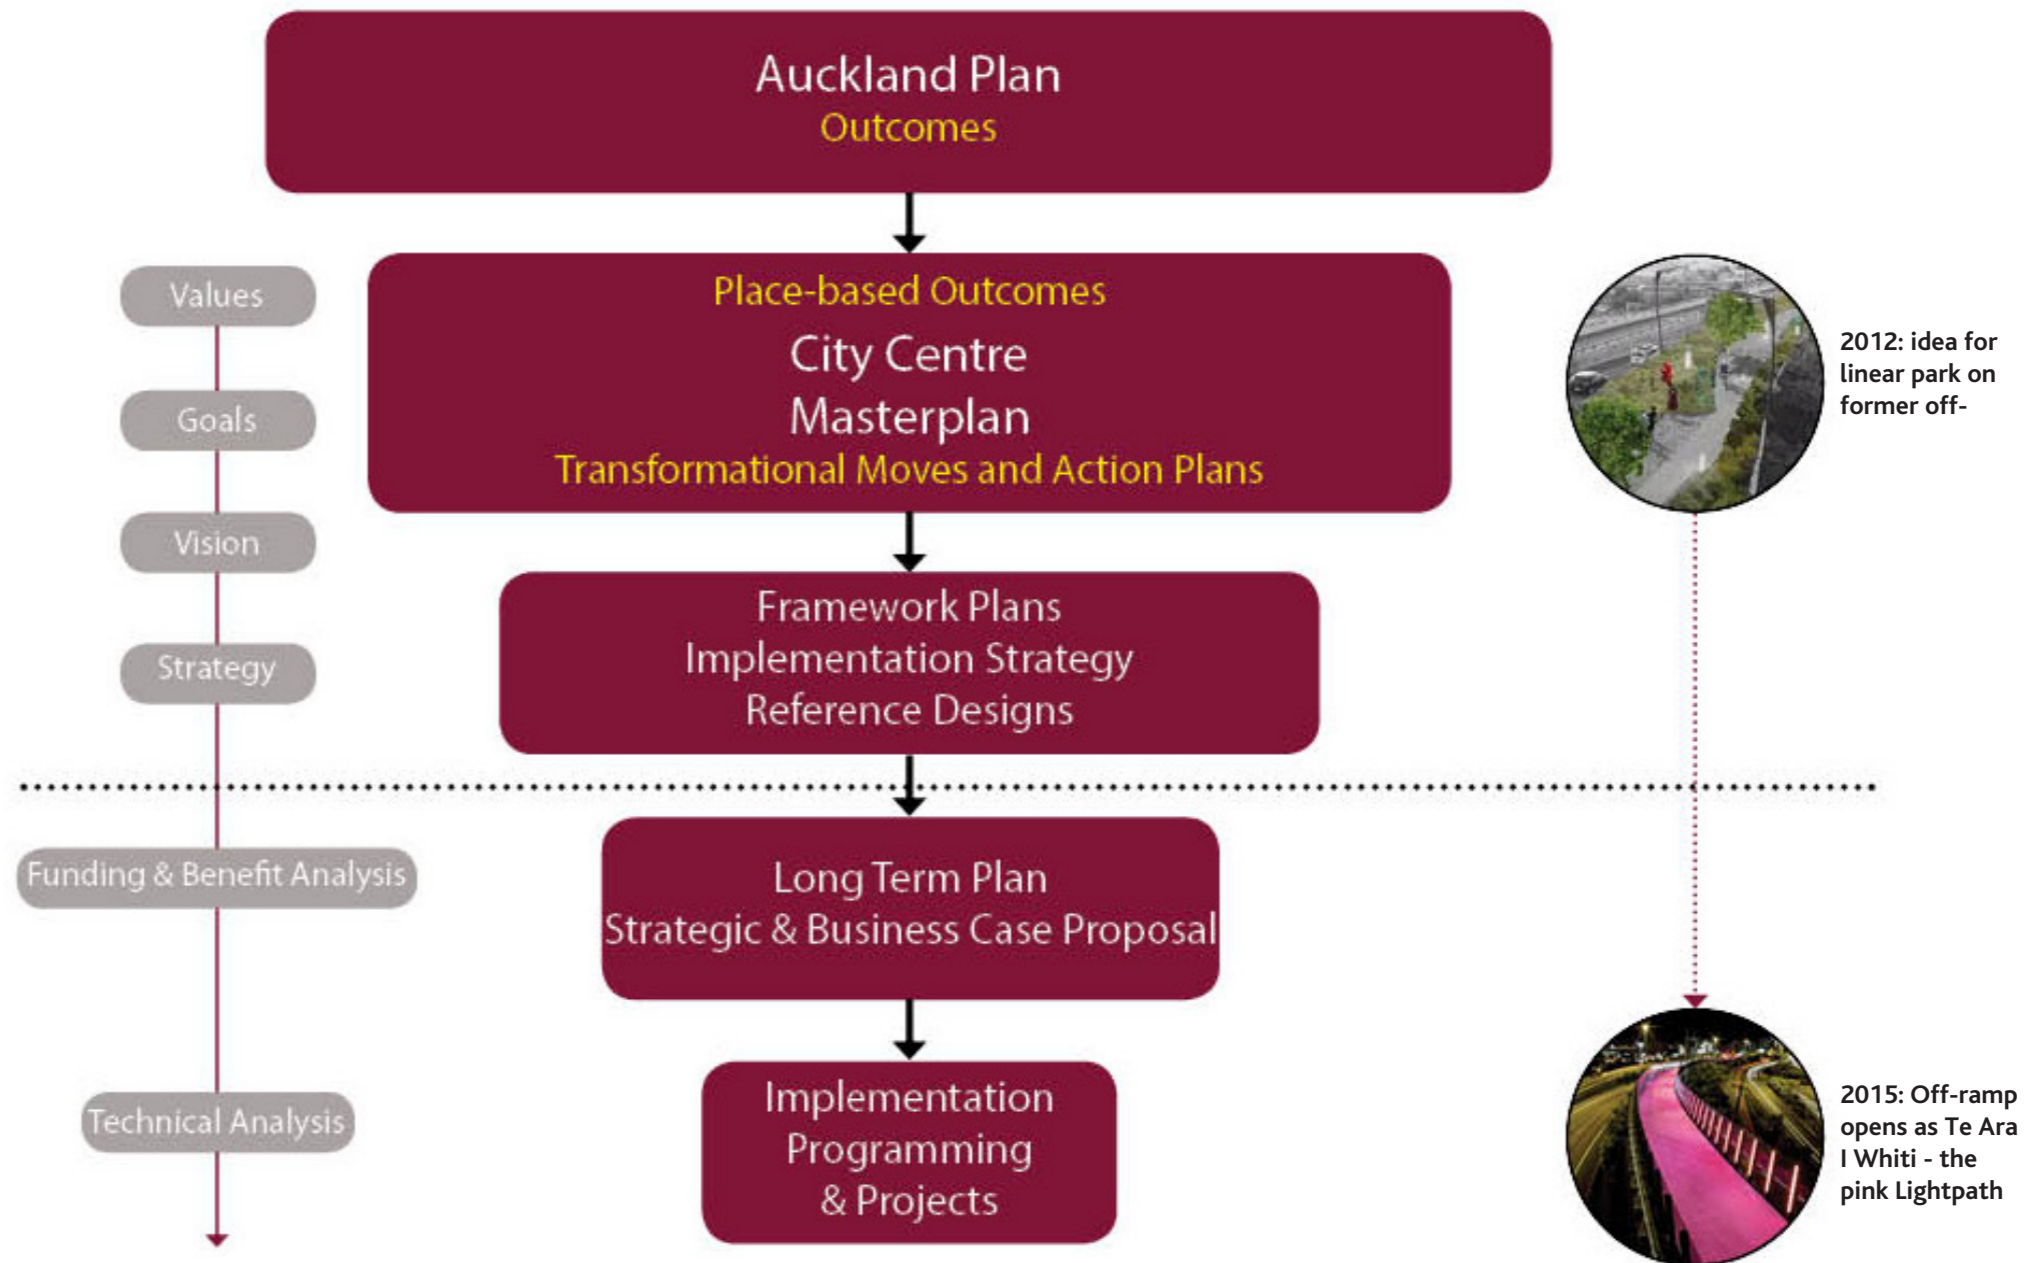 Auckland Plan
Outcomes
Values
Goals
Vision
Strategy
Funding & Benefit Analysis
Technical Analysis
Place-based Outcomes
City Centre
Masterplan
Transformational Moves and Action Plans
Framework Plans
Implementation Strategy
Reference Designs
Long Term Plan
Strategic & Business Case Proposal
Implementation
Programming
& Projects
2012: idea for
linear park on
former off-
2015: Off-ramp
opens as Te Ara
I Whiti - the
pink Lightpath